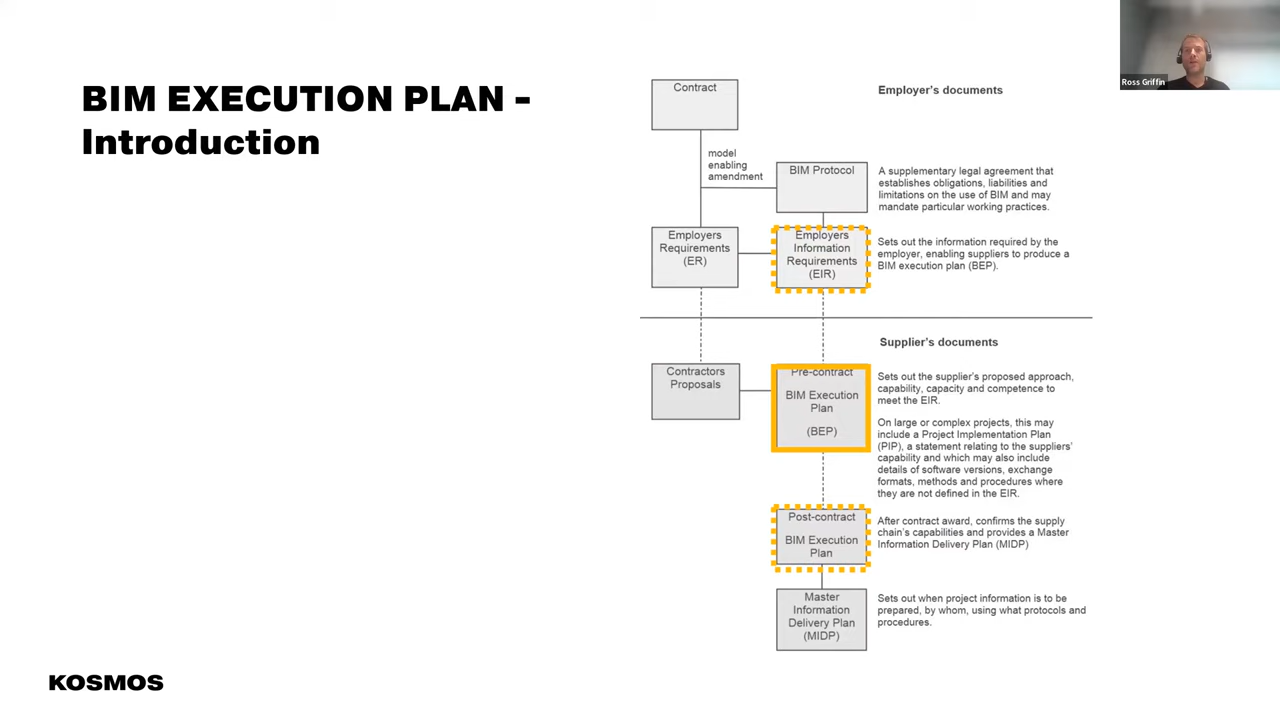 BIM EXECUTION PLAN -
Introduction
Ross Griffin
Contract
Employer's documents
model
enabling
amendment
BIM Protocol
A supplementary legal agreement that
establishes obligations, liabilities and
limitations on the use of BIM and may
mandate particular working practices.
Employers
Requirements
(ER)
Employers
Information
Requirements
(EIR)
Sets out the information required by the
employer, enabling suppliers to produce a
BIM execution plan (BEP).
Supplier's documents
Contractors
Proposals
Pre-contract
BIM Execution
Plan
(BEP)
Sets out the supplier's proposed approach,
capability, capacity and competence to
meet the EIR.
On large or complex projects, this may
include a Project Implementation Plan
(PIP), a statement relating to the suppliers'
capability and which may also include
details of software versions, exchange
formats, methods and procedures where
they are not defined in the EIR.
Post-contract
BIM Execution
Plan
After contract award, confirms the supply
chain's capabilities and provides a Master
Information Delivery Plan (MIDP)
Master
Information
Delivery Plan
(MIDP)
Sets out when project information is to be
prepared, by whom, using what protocols and
procedures.
KOSMOS